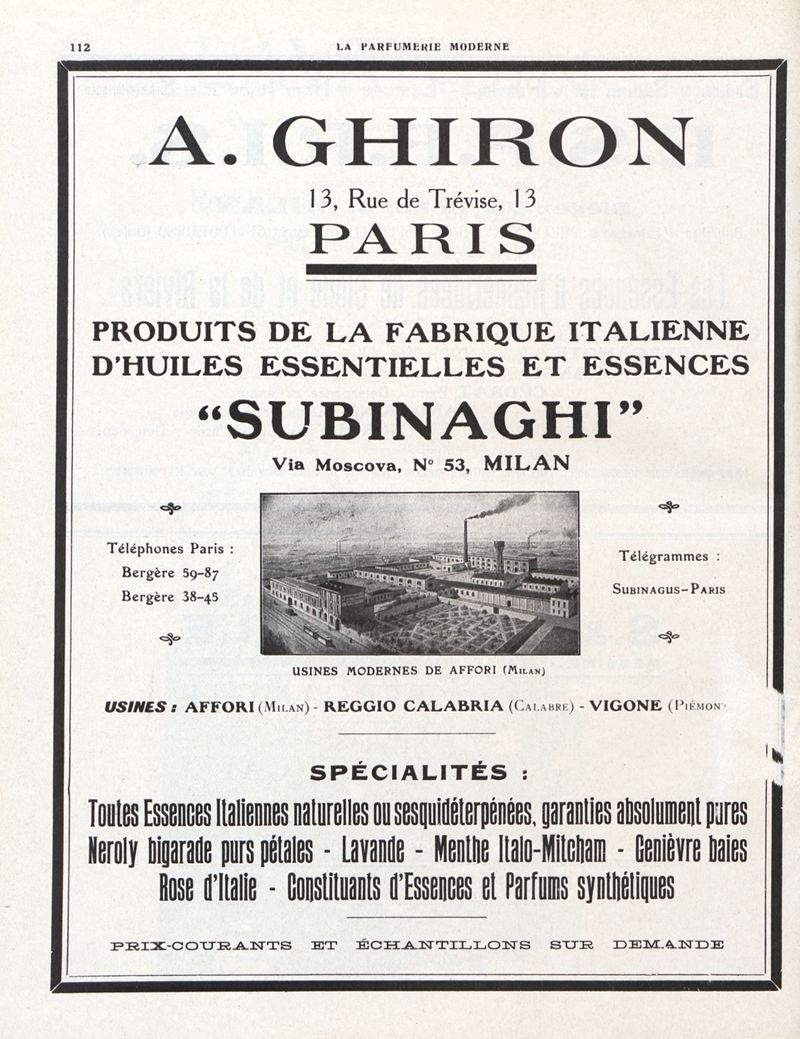 112
LA PARFUMERIE MODERNE
A. GHIRON
13, Rue de Trévise, 13
PARIS
PRODUITS DE LA FABRIQUE ITALIENNE
D'HUILES ESSENTIELLES ET ESSENCES
“SUBINAGHI”
Via Moscova, N° 53, MILAN
Téléphones Paris :
Bergère 59-87
Bergère 38-45
Télégrammes :
SUBINAGUS-PARIS
USINES MODERNES DE AFFORI (MILAN)
USINES : AFFORI (MILAN) - REGGIO CALABRIA (CALABRE) - VIGONE (PIÉMON
SPÉCIALITÉS :
Toutes Essences Italiennes naturelles ou sesquidéterpénées, garanties absolument pures
Neroly bigarade purs pétales - Lavande - Menthe Italo-Mitcham - Genièvre baies
Rose d'Italie - Constituants d'Essences et Parfums synthétiques
PRIX-COURANTS ET ÉCHANTILLONS SUR DEMANDE